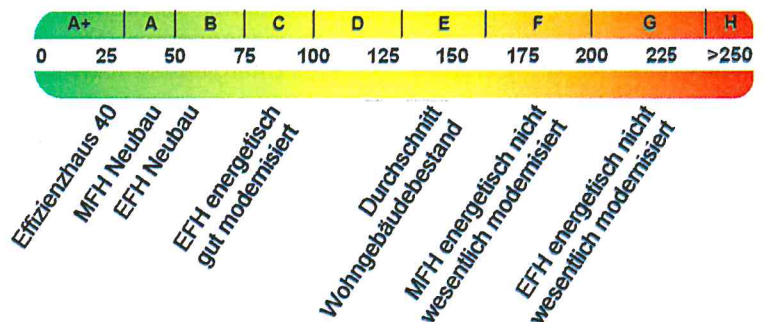 A+ A B C D E F G H
0 25 50 75 100 125 150 175 200 225 >250
Effizienzhaus 40
MFH Neubau
EFH Neubau
EFH energetisch
gut modernisiert
Durchschnitt
Wohngebäudebestand
MFH energetisch nicht
wesentlich modernisiert
EFH energetisch nicht
wesentlich modernisiert